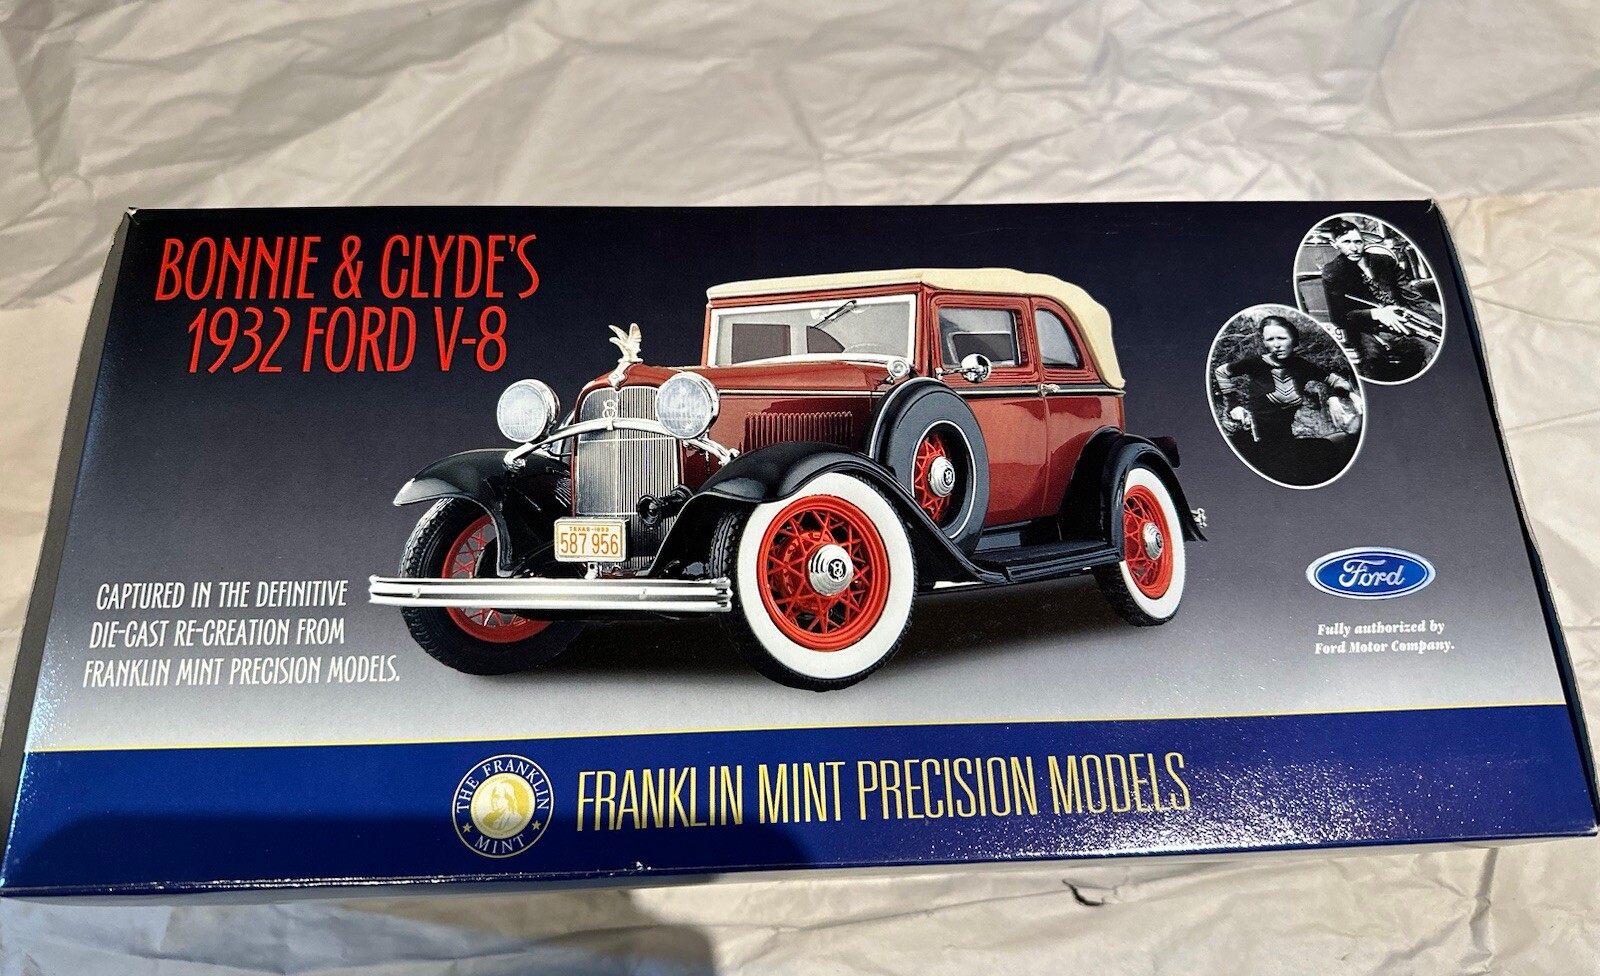 BONNIE & CLYDE'S
1932 FORD V-8
TEXAS-1930
587 956
CAPTURED IN THE DEFINITIVE
DIE-CAST RE-CREATION FROM
FRANKLIN MINT PRECISION MODELS.
Ford
Fully authorized by
Ford Motor Company.
THE FRANKLIN
MINT
FRANKLIN MINT PRECISION MODELS